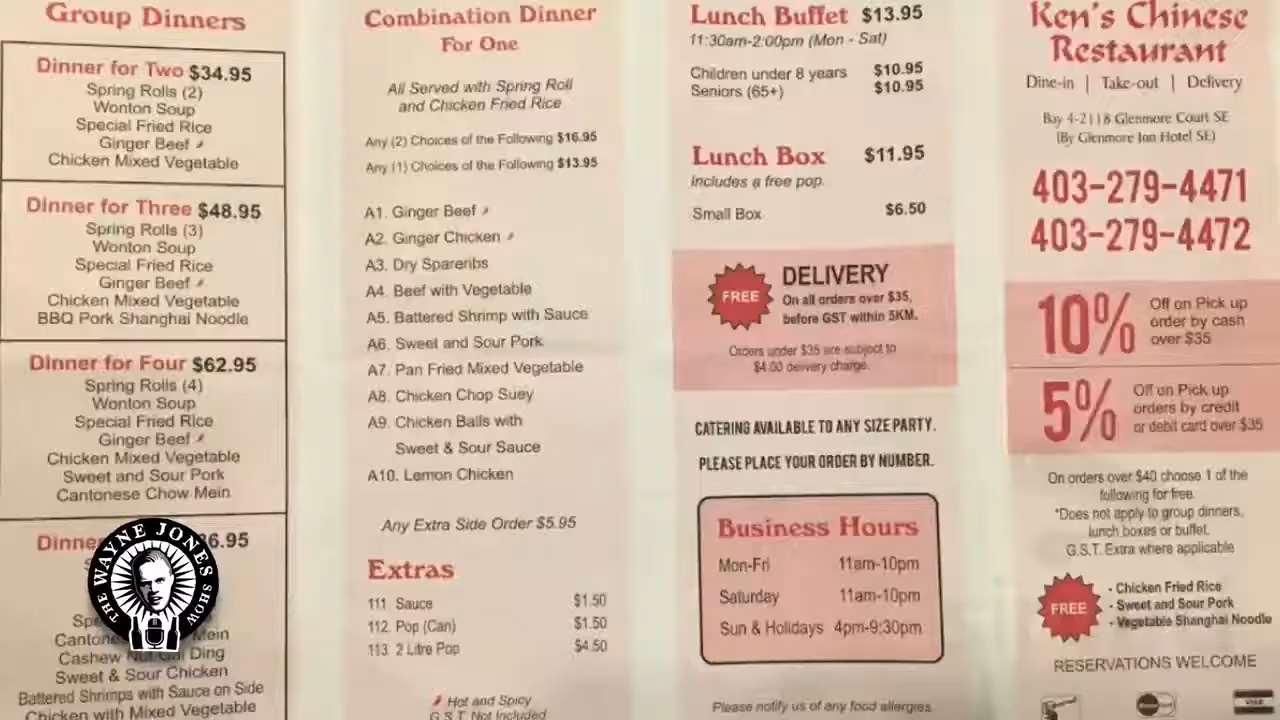 Group Dinners
Dinner for Two $34.95
Spring Rolls (2)
Wonton Soup
Special Fried Rice
Ginger Beef
Chicken Mixed Vegetable
Dinner for Three $48.95
Spring Rolls (3)
Wonton Soup
Special Fried Rice
Ginger Beef
Chicken Mixed Vegetable
BBQ Pork Shanghai Noodle
Dinner for Four $62.95
Spring Rolls (4)
Wonton Soup
Special Fried Rice
Ginger Beef
Chicken Mixed Vegetable
Sweet and Sour Pork
Cantonese Chow Mein
6.95
Mein
Cashew Nut Gai Ding
Sweet & Sour Chicken
Battered Shrimps with Sauce on Side
Chicken with Mixed Vegetable
THE WAYNE JONES SHOW
Combination Dinner
For One
All Served with Spring Roll
and Chicken Fried Rice
Any (2) Choices of the Following $16.95
Any (1) Choices of the Following $13.95
A1. Ginger Beef
A2. Ginger Chicken
A3. Dry Spareribs
A4. Beef with Vegetable
A5. Battered Shrimp with Sauce
A6. Sweet and Sour Pork
A7. Pan Fried Mixed Vegetable
A8. Chicken Chop Suey
A9. Chicken Balls with
Sweet & Sour Sauce
A10. Lemon Chicken
Any Extra Side Order $5.95
Extras
111 Sauce $1.50
112 Pop (Can) $1.50
113 2 Litre Pop $4.50
Hot and Spicy
G.S.T. Not Included
Lunch Buffet $13.95
11:30am-2:00pm (Mon - Sat)
Children under 8 years $10.95
Seniors (65+) $10.95
Lunch Box $11.95
Includes a free pop.
Small Box $6.50
FREE
DELIVERY
On all orders over $35,
before GST within 5KM.
Orders under $35 are subject to
$4.00 delivery charge.
CATERING AVAILABLE TO ANY SIZE PARTY.
PLEASE PLACE YOUR ORDER BY NUMBER.
Business Hours
Mon-Fri 11am-10pm
Saturday 11am-10pm
Sun & Holidays 4pm-9:30pm
Please notify us of any food allergies.
Ken's Chinese
Restaurant
Dine-in | Take-out | Delivery
Bay 4-2118 Glenmore Court SE
(By Glenmore Inn Hotel SE)
403-279-4471
403-279-4472
10% Off on Pick up
order by cash
over $35
5% Off on Pick up
orders by credit
or debit card over $35
On orders over $40 choose 1 of the
following for free.
*Does not apply to group dinners,
lunch boxes or buffet.
G.S.T. Extra where applicable
FREE
- Chicken Fried Rice
- Sweet and Sour Pork
- Vegetable Shanghai Noodle
RESERVATIONS WELCOME
VISA